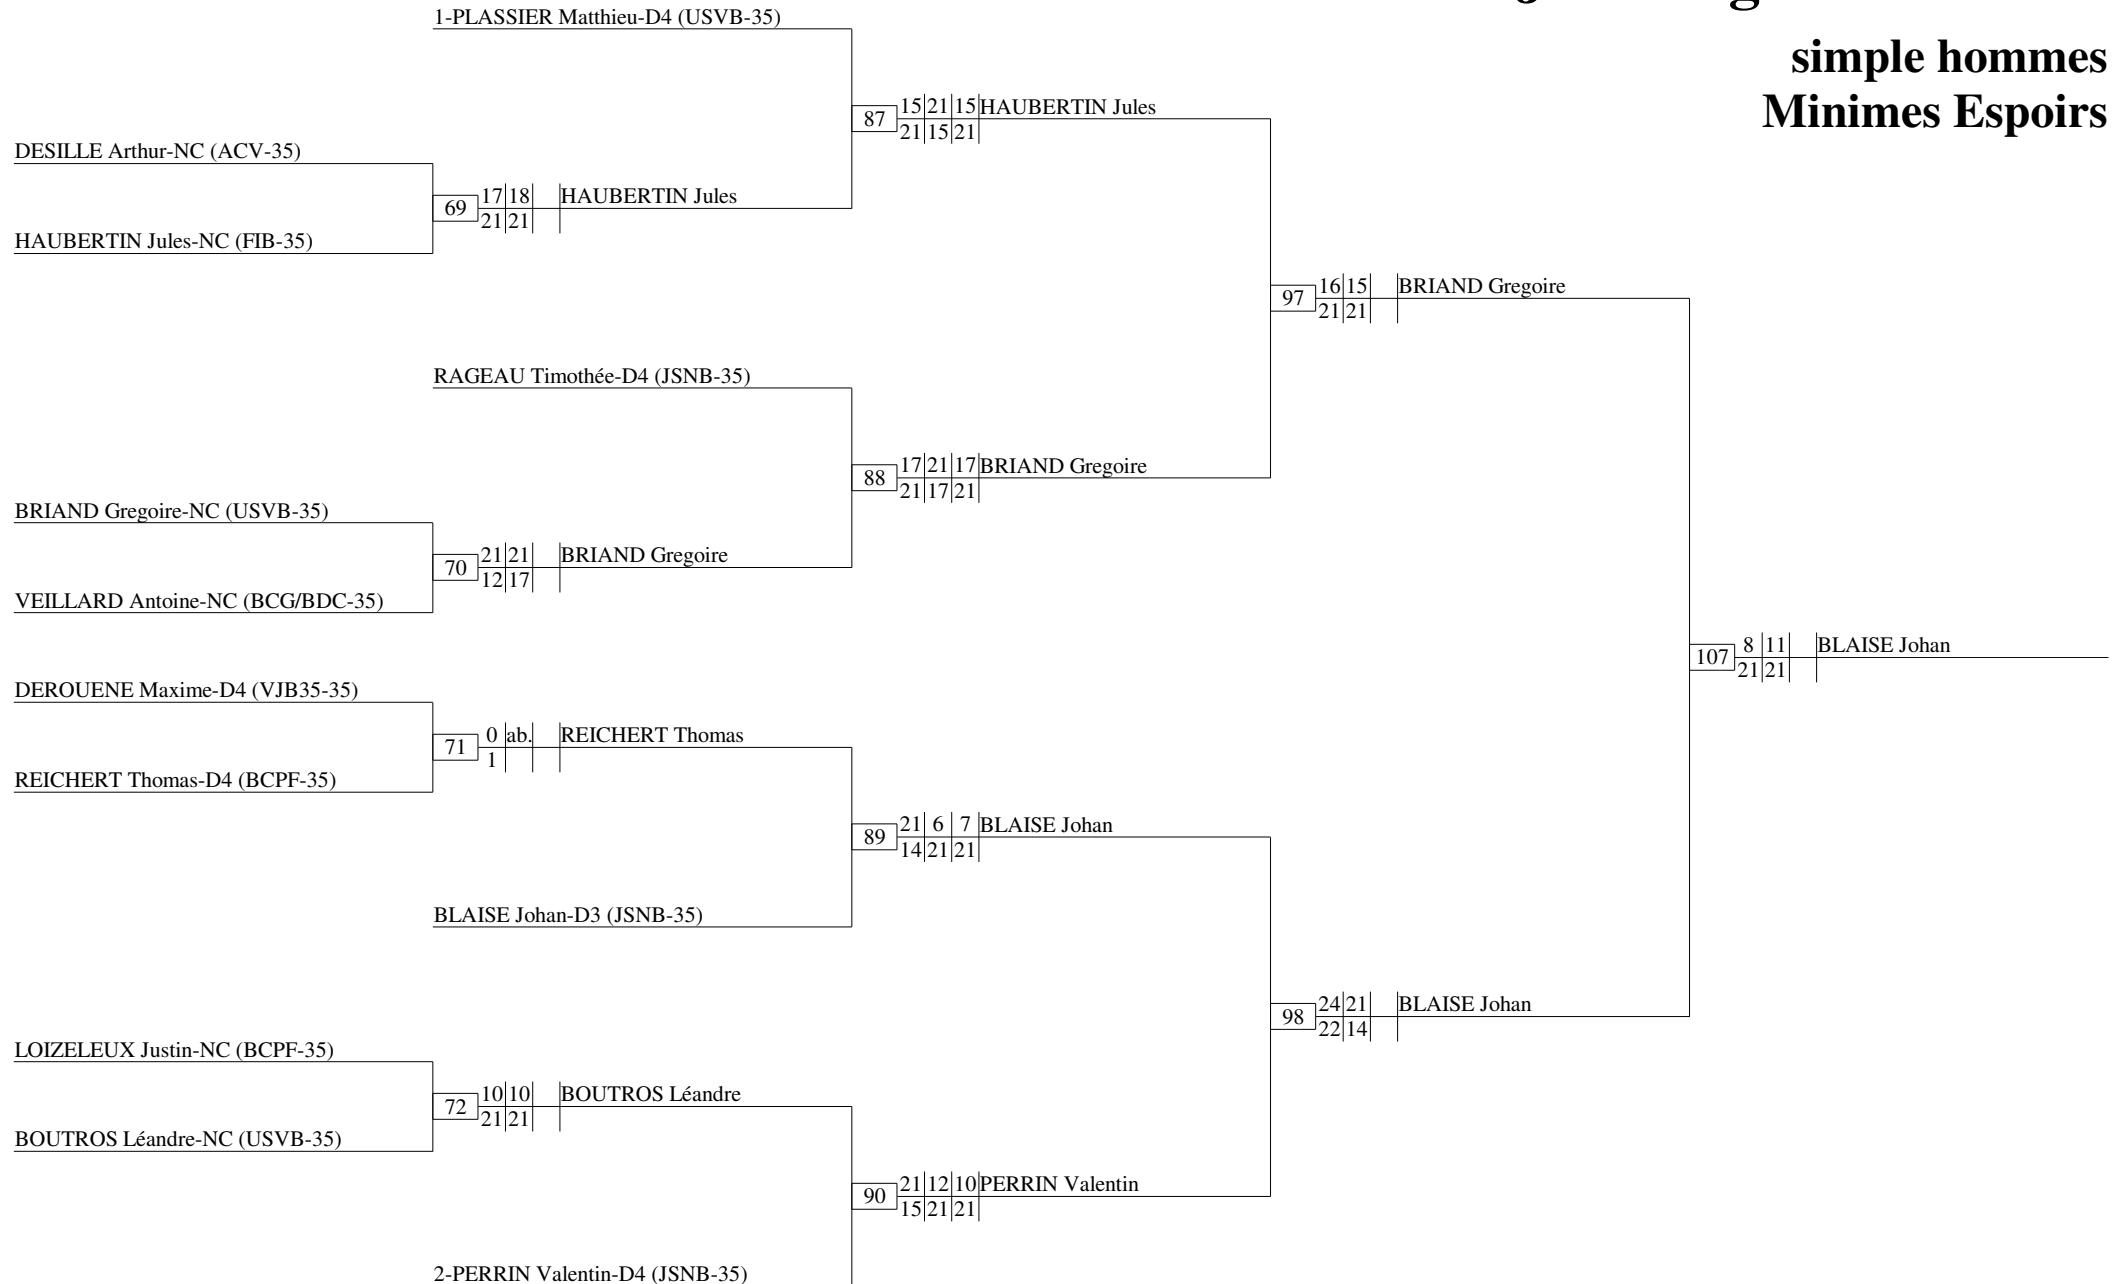 1-PLASSIER Matthieu-D4 (USVB-35)
simple hommes
Minimes Espoirs
87
15 21 15 HAUBERTIN Jules
21 15 21
DESILLE Arthur-NC (ACV-35)
69
17 18 HAUBERTIN Jules
21 21
HAUBERTIN Jules-NC (FIB-35)
97
16 15 BRIAND Gregoire
21 21
RAGEAU Timothée-D4 (JSNB-35)
88
17 21 17 BRIAND Gregoire
21 17 21
BRIAND Gregoire-NC (USVB-35)
70
21 21 BRIAND Gregoire
12 17
VEILLARD Antoine-NC (BCG/BDC-35)
107
8 11 BLAISE Johan
21 21
DEROUENE Maxime-D4 (VJB35-35)
71
0 ab. REICHERT Thomas
1
REICHERT Thomas-D4 (BCPF-35)
89
21 6 7 BLAISE Johan
14 21 21
BLAISE Johan-D3 (JSNB-35)
98
24 21 BLAISE Johan
22 14
LOIZELEUX Justin-NC (BCPF-35)
72
10 10 BOUTROS Léandre
21 21
BOUTROS Léandre-NC (USVB-35)
90
21 12 10 PERRIN Valentin
15 21 21
2-PERRIN Valentin-D4 (JSNB-35)